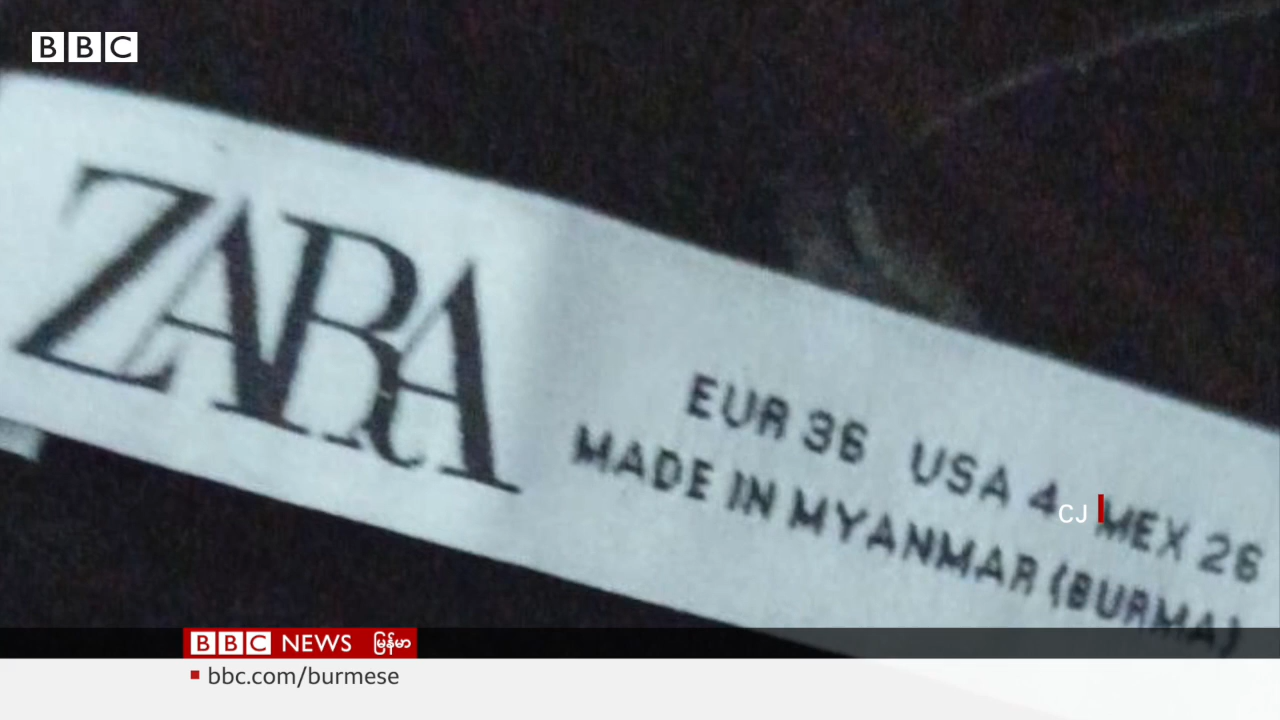 BBC
ZARA
EUR 36 USA 4 MEX 26
MADE IN MYANMAR (BURMA)
CJ
BBC NEWS မြန်မာ
bbc.com/burmese